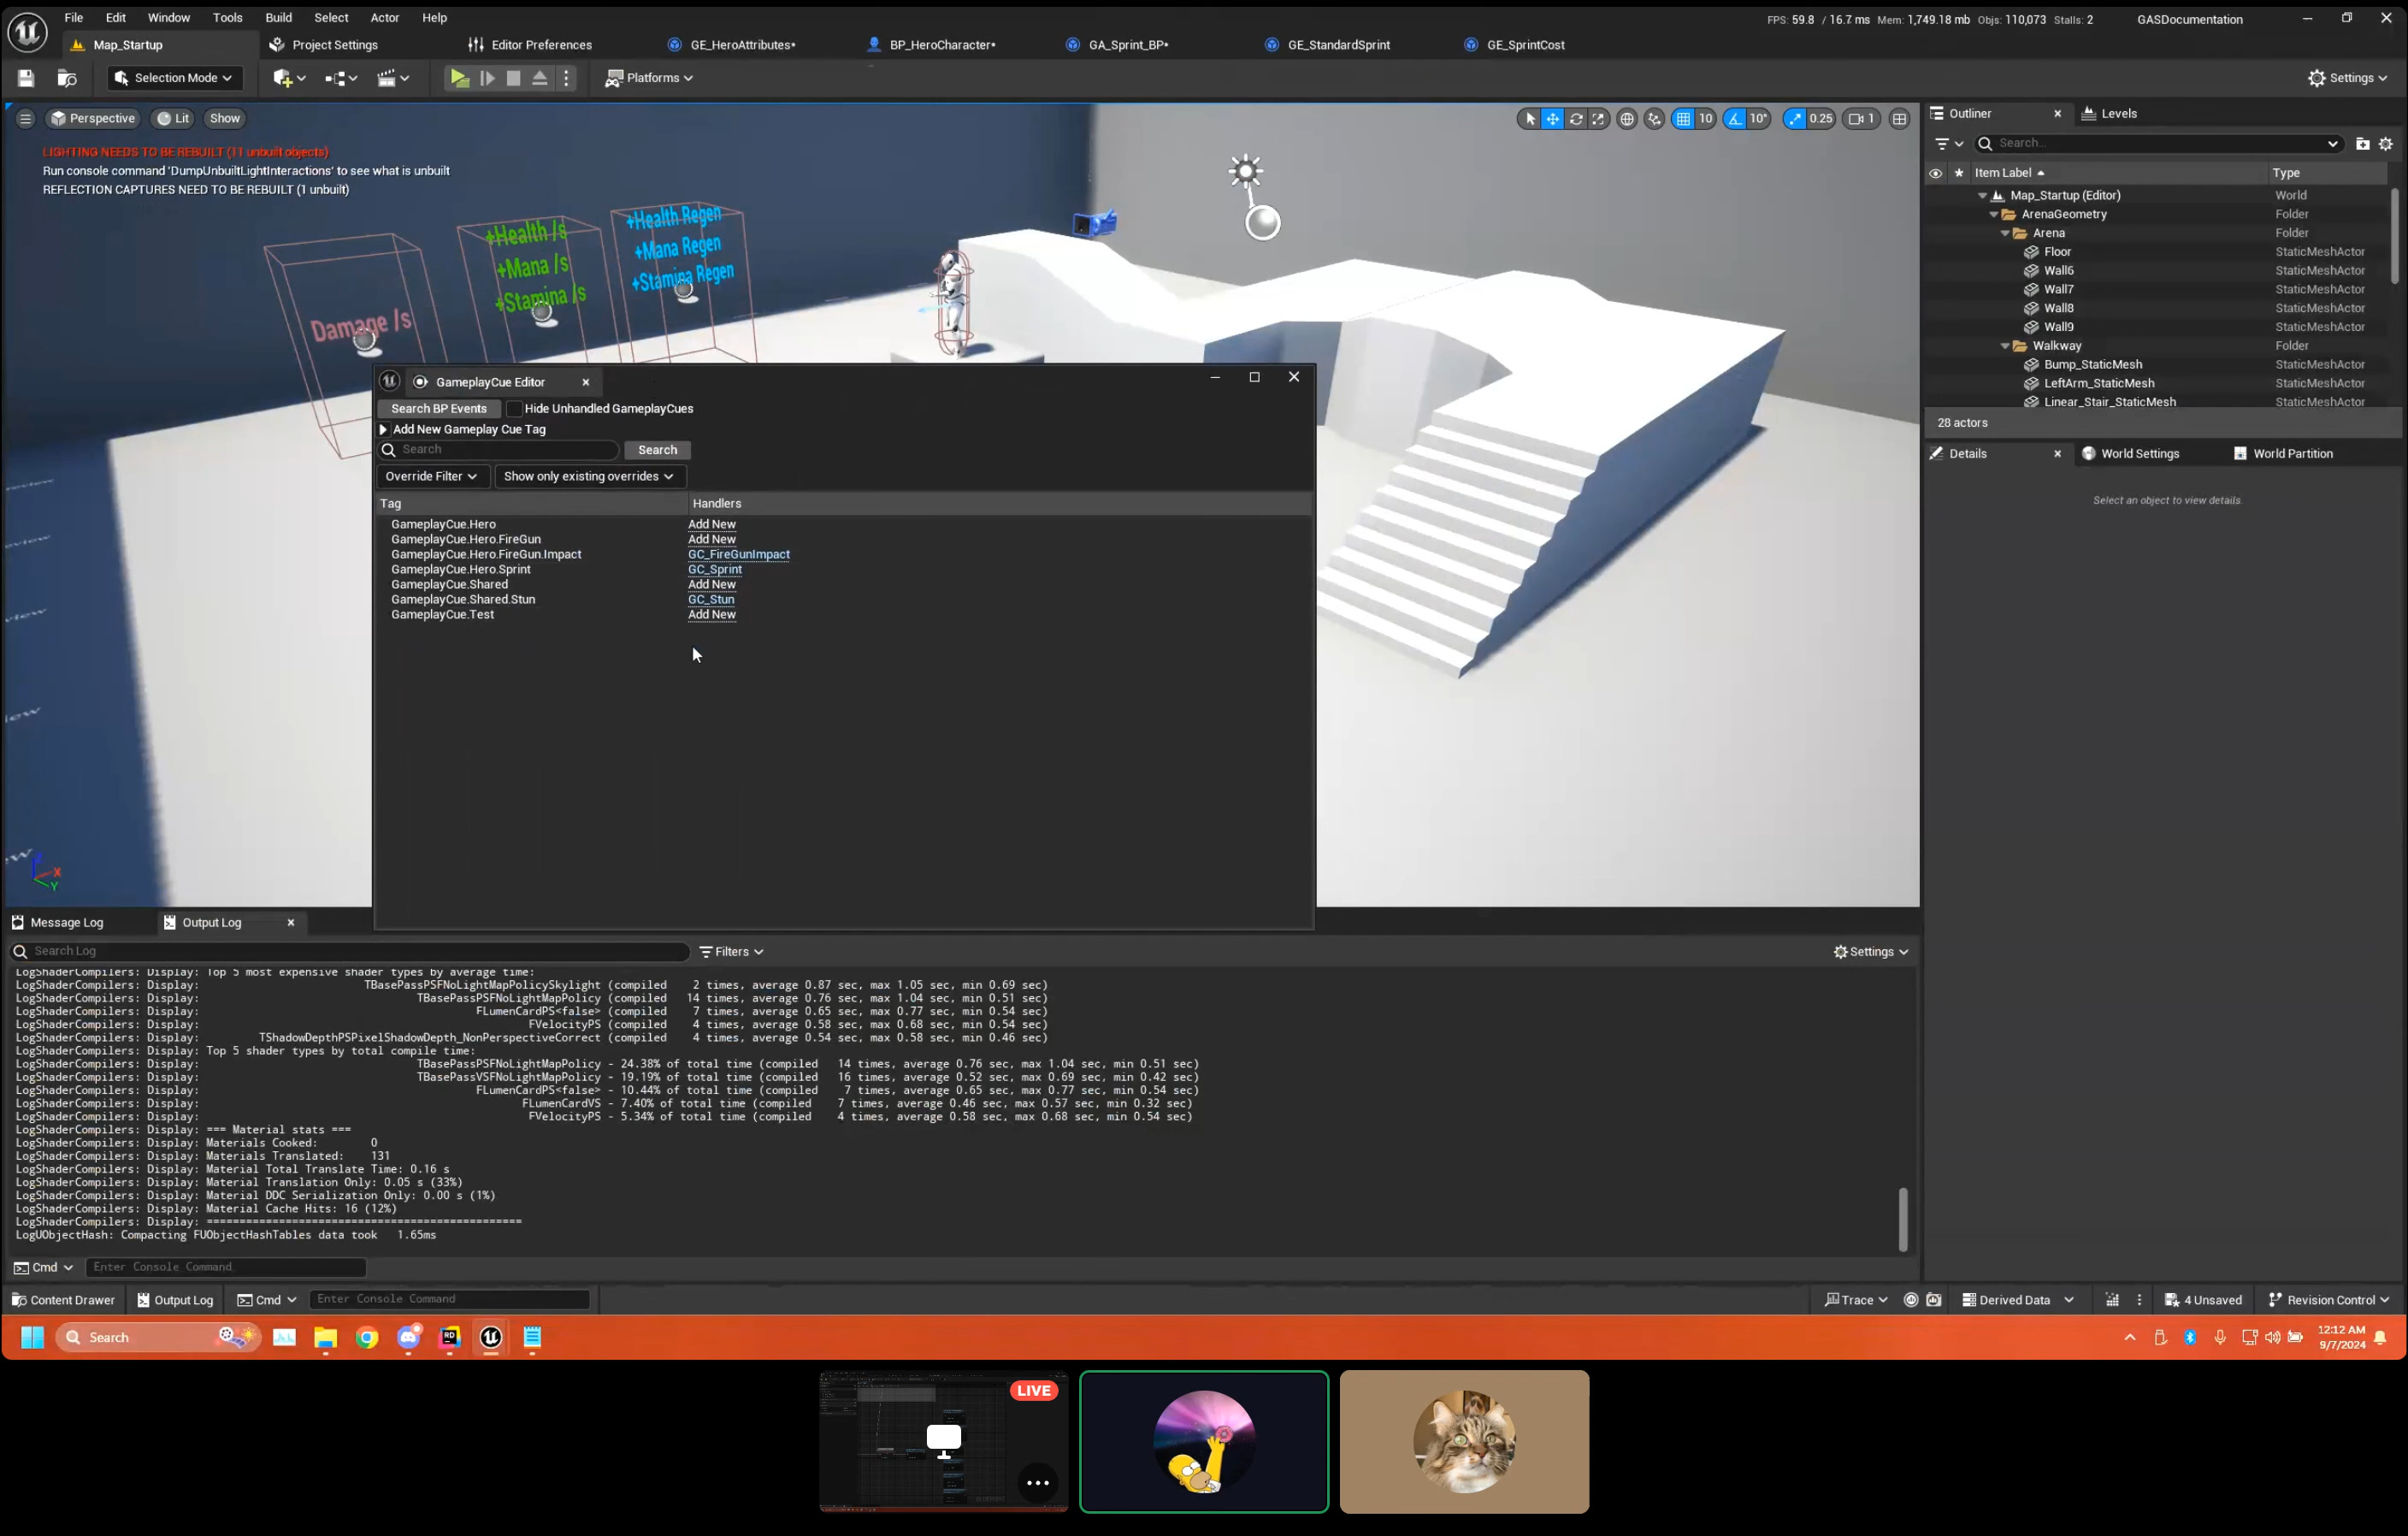 File Edit Window Tools Build Select Actor Help
FPS: 59.8 / 16.7 ms Mem: 1,749.18 mb Objs: 110,073 Stalls: 2
GASDocumentation
Map_Startup
Project Settings
Editor Preferences
GE_HeroAttributes*
BP_HeroCharacter*
GA_Sprint_BP*
GE_StandardSprint
GE_SprintCost
Selection Mode
Platforms
Settings
Perspective
Lit
Show
10
10°
0.25
1
LIGHTING NEEDS TO BE REBUILT (11 unbuilt objects)
Run console command 'DumpUnbuiltLightInteractions' to see what is unbuilt
REFLECTION CAPTURES NEED TO BE REBUILT (1 unbuilt)
Damage /s
+Health /s
+Mana /s
+Stamina /s
+Health Regen
+Mana Regen
+Stamina Regen
X
Y
GameplayCue Editor
Search BP Events
Hide Unhandled GameplayCues
Add New Gameplay Cue Tag
Search
Search
Override Filter
Show only existing overrides
Tag Handlers
GameplayCue.Hero Add New
GameplayCue.Hero.FireGun Add New
GameplayCue.Hero.FireGun.Impact GC_FireGunImpact
GameplayCue.Hero.Sprint GC_Sprint
GameplayCue.Shared Add New
GameplayCue.Shared.Stun GC_Stun
GameplayCue.Test Add New
Outliner
Levels
Search...
Item Label Type
Map_Startup (Editor) World
ArenaGeometry Folder
Arena Folder
Floor StaticMeshActor
Wall6 StaticMeshActor
Wall7 StaticMeshActor
Wall8 StaticMeshActor
Wall9 StaticMeshActor
Walkway Folder
Bump_StaticMesh StaticMeshActor
LeftArm_StaticMesh StaticMeshActor
Linear_Stair_StaticMesh StaticMeshActor
28 actors
Details
World Settings
World Partition
Select an object to view details.
Message Log
Output Log
Search Log
Filters
Settings
LogShaderCompilers: Display: Top 5 most expensive shader types by average time:
LogShaderCompilers: Display: TBasePassPSFNoLightMapPolicySkylight (compiled 2 times, average 0.87 sec, max 1.05 sec, min 0.69 sec)
LogShaderCompilers: Display: TBasePassPSFNoLightMapPolicy (compiled 14 times, average 0.76 sec, max 1.04 sec, min 0.51 sec)
LogShaderCompilers: Display: FLumenCardPS<false> (compiled 7 times, average 0.65 sec, max 0.77 sec, min 0.54 sec)
LogShaderCompilers: Display: FVelocityPS (compiled 4 times, average 0.58 sec, max 0.68 sec, min 0.54 sec)
LogShaderCompilers: Display: TShadowDepthPSPixelShadowDepth_NonPerspectiveCorrect (compiled 4 times, average 0.54 sec, max 0.58 sec, min 0.46 sec)
LogShaderCompilers: Display: Top 5 shader types by total compile time:
LogShaderCompilers: Display: TBasePassPSFNoLightMapPolicy - 24.38% of total time (compiled 14 times, average 0.76 sec, max 1.04 sec, min 0.51 sec)
LogShaderCompilers: Display: TBasePassVSFNoLightMapPolicy - 19.19% of total time (compiled 16 times, average 0.52 sec, max 0.69 sec, min 0.42 sec)
LogShaderCompilers: Display: FLumenCardPS<false> - 10.44% of total time (compiled 7 times, average 0.65 sec, max 0.77 sec, min 0.54 sec)
LogShaderCompilers: Display: FLumenCardVS - 7.40% of total time (compiled 7 times, average 0.46 sec, max 0.57 sec, min 0.32 sec)
LogShaderCompilers: Display: FVelocityPS - 5.34% of total time (compiled 4 times, average 0.58 sec, max 0.68 sec, min 0.54 sec)
LogShaderCompilers: Display: === Material stats ===
LogShaderCompilers: Display: Materials Cooked: 0
LogShaderCompilers: Display: Materials Translated: 131
LogShaderCompilers: Display: Material Total Translate Time: 0.16 s
LogShaderCompilers: Display: Material Translation Only: 0.05 s (33%)
LogShaderCompilers: Display: Material DDC Serialization Only: 0.00 s (1%)
LogShaderCompilers: Display: Material Cache Hits: 16 (12%)
LogShaderCompilers: Display: ================================================
LogUObjectHash: Compacting FUObjectHashTables data took 1.65ms
Cmd
Enter Console Command
Content Drawer
Output Log
Cmd
Enter Console Command
Trace
Derived Data
4 Unsaved
Revision Control
Search
RD
12:12 AM
9/7/2024
LIVE